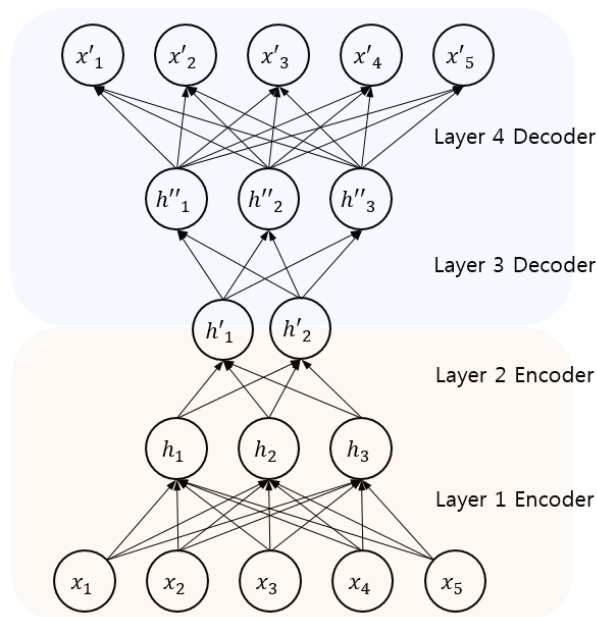 x′₁ x′₂ x′₃ x′₄ x′₅
Layer 4 Decoder
h′′₁ h′′₂ h′′₃
Layer 3 Decoder
h′₁ h′₂
Layer 2 Encoder
h₁ h₂ h₃
Layer 1 Encoder
x₁ x₂ x₃ x₄ x₅